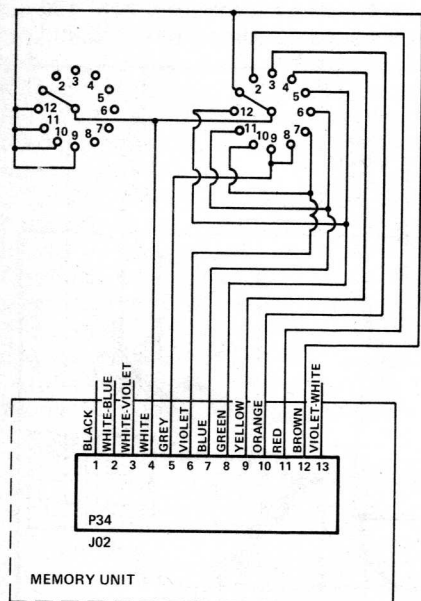 2
3
4
5
6
7
8
9
10
11
12
2
3
4
5
6
7
8
9
10
11
12
BLACK
WHITE-BLUE
WHITE-VIOLET
WHITE
GREY
VIOLET
BLUE
GREEN
YELLOW
ORANGE
RED
BROWN
VIOLET-WHITE
1 2 3 4 5 6 7 8 9 10 11 12 13
P34
J02
MEMORY UNIT